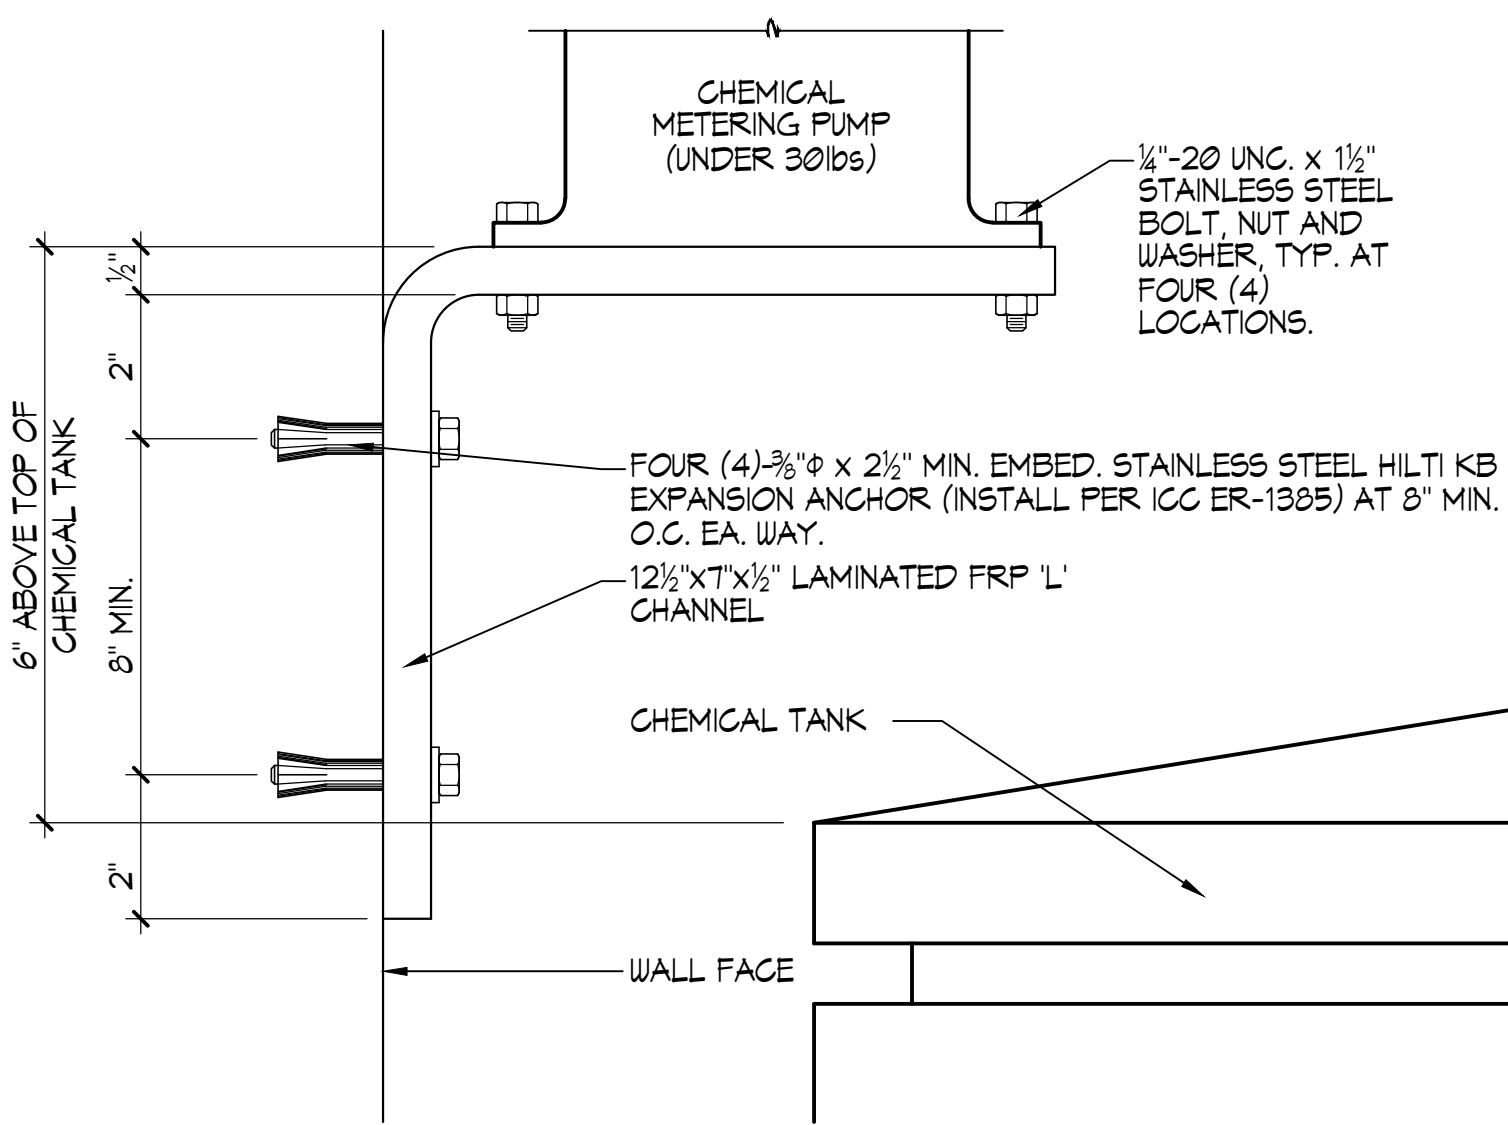 CHEMICAL
METERING PUMP
(UNDER 30lbs)
¼"-20 UNC. x 1½"
STAINLESS STEEL
BOLT, NUT AND
WASHER, TYP. AT
FOUR (4)
LOCATIONS.
½"
2"
6" ABOVE TOP OF
CHEMICAL TANK
8" MIN.
2"
FOUR (4)-⅜"Φ x 2½" MIN. EMBED. STAINLESS STEEL HILTI KB
EXPANSION ANCHOR (INSTALL PER ICC ER-1385) AT 8" MIN.
O.C. EA. WAY.
12½"x7"x½" LAMINATED FRP 'L'
CHANNEL
CHEMICAL TANK
WALL FACE